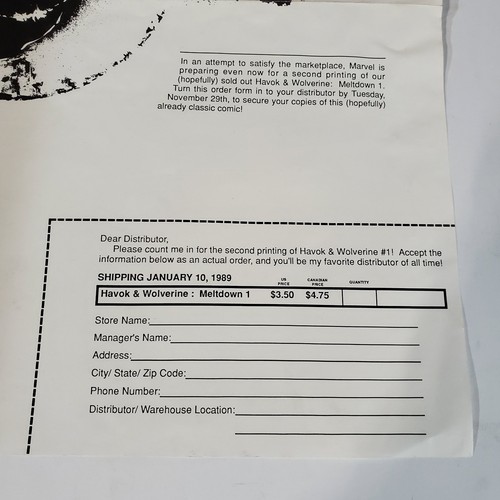 In an attempt to satisfy the marketplace, Marvel is
preparing even now for a second printing of our
(hopefully) sold out Havok & Wolverine: Meltdown 1.
Turn this order form in to your distributor by Tuesday,
November 29th, to secure your copies of this (hopefully)
already classic comic!
Dear Distributor,
Please count me in for the second printing of Havok & Wolverine #1! Accept the
information below as an actual order, and you'll be my favorite distributor of all time!
SHIPPING JANUARY 10, 1989 US PRICE CANADIAN PRICE QUANTITY
Havok & Wolverine : Meltdown 1 $3.50 $4.75
Store Name:
Manager's Name:
Address:
City/ State/ Zip Code:
Phone Number:
Distributor/ Warehouse Location: